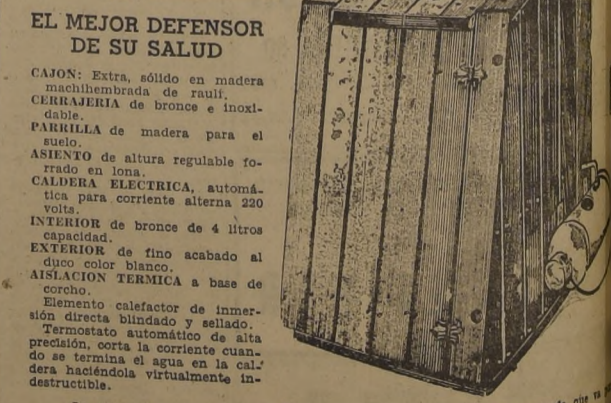 EL MEJOR DEFENSOR
DE SU SALUD
CAJON: Extra, sólido en madera
machihembrada de raulí.
CERRAJERIA de bronce e inoxi-
dable.
PARRILLA de madera para el
suelo.
ASIENTO de altura regulable fo-
rrado en lona.
CALDERA ELECTRICA, automá-
tica para corriente alterna 220
volts.
INTERIOR de bronce de 4 litros
capacidad.
EXTERIOR de fino acabado al
duco color blanco.
AISLACION TERMICA a base de
corcho.
Elemento calefactor de inmer-
sión directa blindado y sellado.
Termostato automático de alta
precisión, corta la corriente cuan-
do se termina el agua en la cal-
dera haciéndola virtualmente in-
destructible.
que va